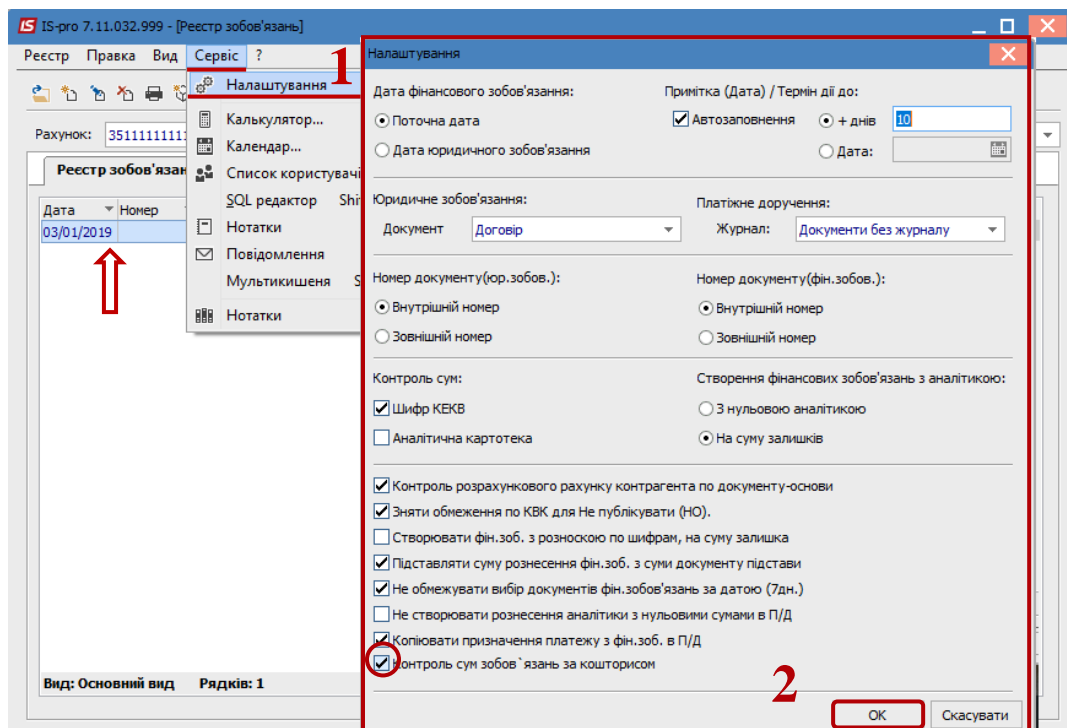 IS-pro 7.11.032.999 - [Реєстр зобов'язань]
Реєстр Правка Вид Сервіс ?
1
Налаштування
Калькулятор...
Календар...
Список користувачі
SQL редактор Shi
Нотатки
Повідомлення
Мультикишеня S
Нотатки
Рахунок: 3511111111
Реєстр зобов'язан
Дата Номер
03/01/2019
Вид: Основний вид Рядків: 1
Налаштування
Дата фінансового зобов'язання: Примітка (Дата) / Термін дії до:
Поточна дата Автозаповнення + днів 10
Дата юридичного зобов'язання Дата:
Юридичне зобов'язання: Платіжне доручення:
Документ Договір Журнал: Документи без журналу
Номер документу(юр.зобов.): Номер документу(фін.зобов.):
Внутрішній номер Внутрішній номер
Зовнішній номер Зовнішній номер
Контроль сум: Створення фінансових зобов'язань з аналітикою:
Шифр КЕКВ З нульовою аналітикою
Аналітична картотека На суму залишків
Контроль розрахункового рахунку контрагента по документу-основи
Зняти обмеження по КВК для Не публікувати (НО).
Створювати фін.зоб. з розноскою по шифрам, на суму залишка
Підставляти суму рознесення фін.зоб. з суми документу підстави
Не обмежувати вибір документів фін.зобов'язань за датою (7дн.)
Не створювати рознесення аналітики з нульовими сумами в П/Д
Копіювати призначення платежу з фін.зоб. в П/Д
Контроль сум зобов`язань за кошторисом
2
OK Скасувати